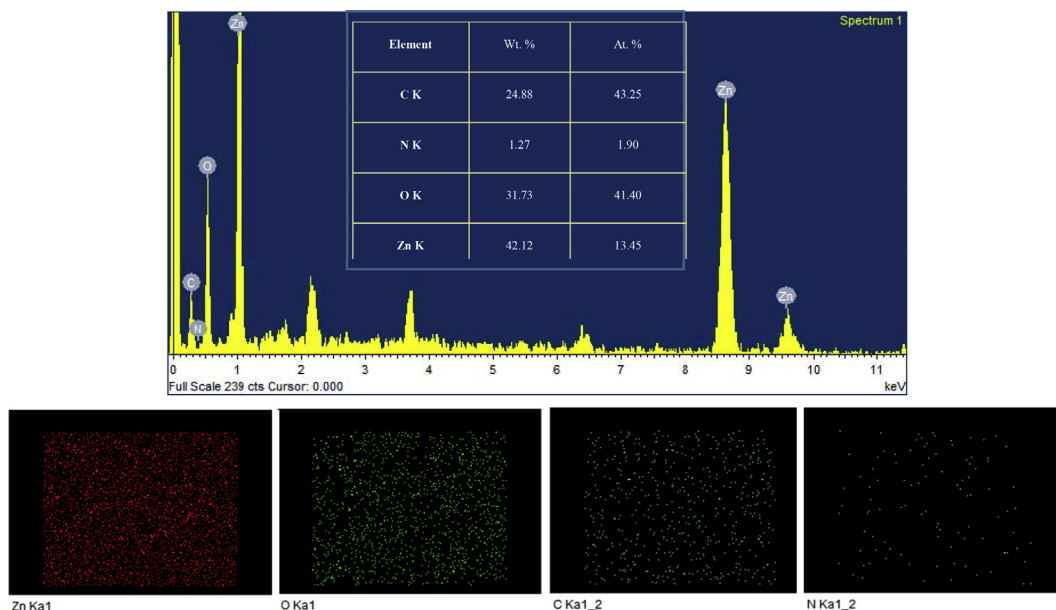 Spectrum 1
Zn
Element Wt. % At. %
C K 24.88 43.25
Zn
O
N K 1.27 1.90
O K 31.73 41.40
Zn K 42.12 13.45
C
Zn
N
0 1 2 3 4 5 6 7 8 9 10 11
Full Scale 239 cts Cursor: 0.000 keV
Zn Ka1
O Ka1
C Ka1_2
N Ka1_2